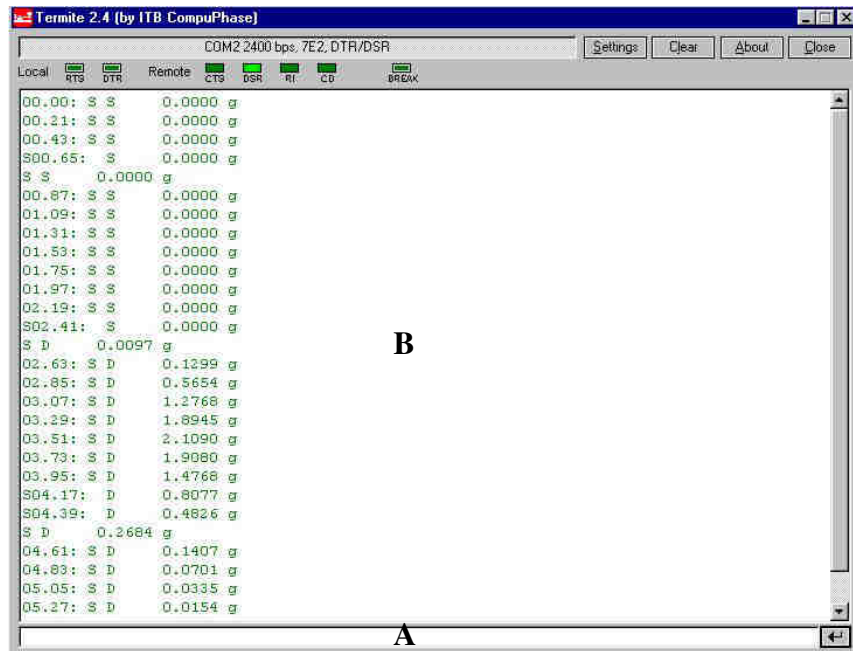 Termite 2.4 (by ITB CompuPhase)
COM2 2400 bps, 7E2, DTR/DSR
Settings
Clear
About
Close
Local RTS DTR Remote CTS DSR RI CD BREAK
00.00: S S 0.0000 g
00.21: S S 0.0000 g
00.43: S S 0.0000 g
S00.65: S 0.0000 g
S S 0.0000 g
00.87: S S 0.0000 g
01.09: S S 0.0000 g
01.31: S S 0.0000 g
01.53: S S 0.0000 g
01.75: S S 0.0000 g
01.97: S S 0.0000 g
02.19: S S 0.0000 g
S02.41: S 0.0000 g
S D 0.0097 g
02.63: S D 0.1299 g
02.85: S D 0.5654 g
03.07: S D 1.2768 g
03.29: S D 1.8945 g
03.51: S D 2.1090 g
03.73: S D 1.9080 g
03.95: S D 1.4768 g
S04.17: D 0.8077 g
S04.39: D 0.4826 g
S D 0.2684 g
04.61: S D 0.1407 g
04.83: S D 0.0701 g
05.05: S D 0.0335 g
05.27: S D 0.0154 g
B
A